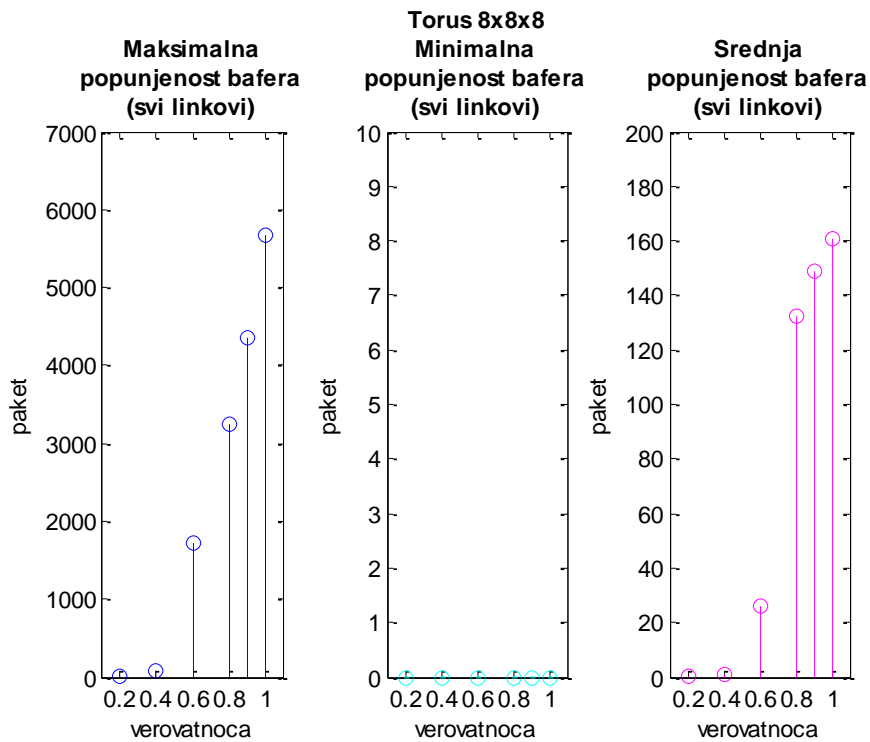 Torus 8x8x8
Maksimalna
popunjenost bafera
(svi linkovi)
7000
6000
5000
4000
3000
2000
1000
0
paket
0.2 0.4 0.6 0.8 1
verovatnoca
Minimalna
popunjenost bafera
(svi linkovi)
10
9
8
7
6
5
4
3
2
1
0
paket
0.2 0.4 0.6 0.8 1
verovatnoca
Srednja
popunjenost bafera
(svi linkovi)
200
180
160
140
120
100
80
60
40
20
0
paket
0.2 0.4 0.6 0.8 1
verovatnoca